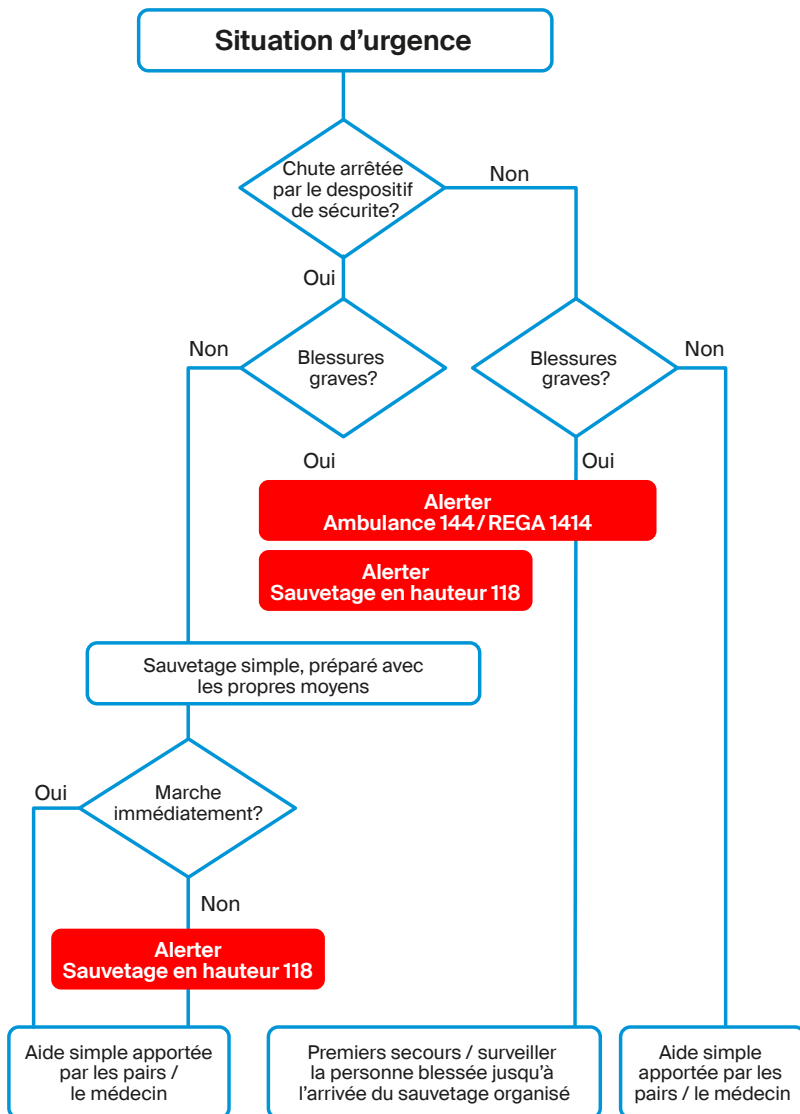 Situation d'urgence
Chute arrêtée
par le despositif
de sécurite?
Non
Oui
Non
Blessures
graves?
Blessures
graves?
Non
Oui
Oui
Alerter
Ambulance 144 / REGA 1414
Alerter
Sauvetage en hauteur 118
Sauvetage simple, préparé avec
les propres moyens
Oui
Marche
immédiatement?
Non
Alerter
Sauvetage en hauteur 118
Aide simple apportée
par les pairs /
le médecin
Premiers secours / surveiller
la personne blessée jusqu'à
l'arrivée du sauvetage organisé
Aide simple
apportée par les
pairs / le médecin